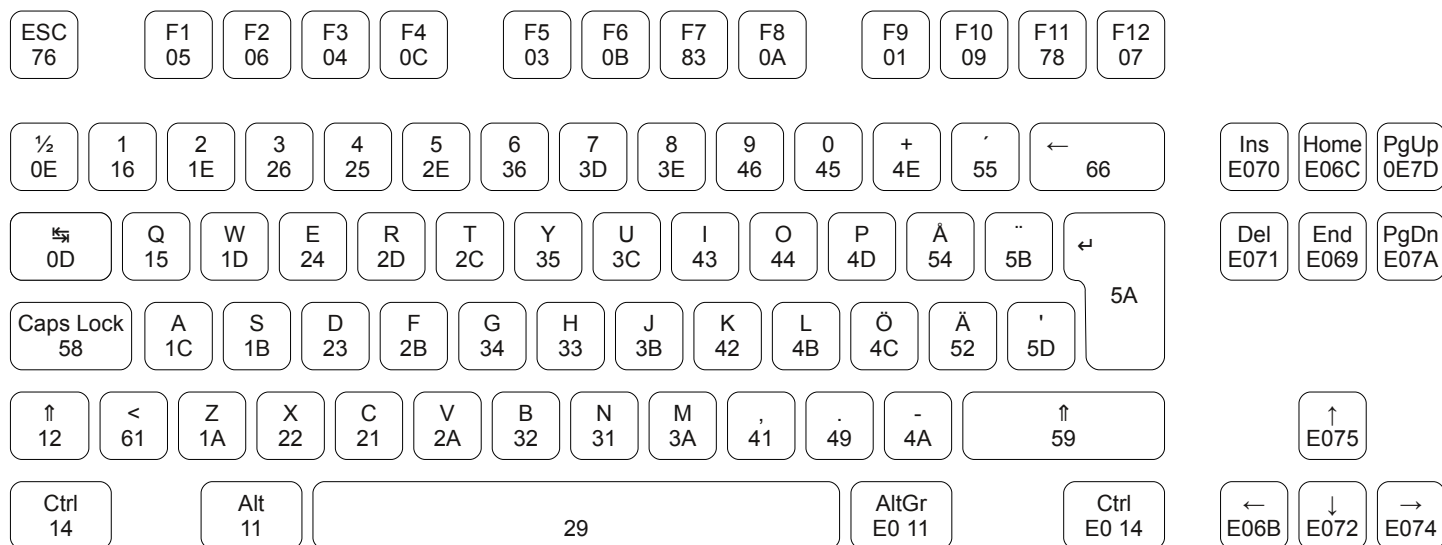 ESC F1 F2 F3 F4 F5 F6 F7 F8 F9 F10 F11 F12
76 05 06 04 0C 03 0B 83 0A 01 09 78 07
½ 1 2 3 4 5 6 7 8 9 0 + ´ ← Ins Home PgUp
0E 16 1E 26 25 2E 36 3D 3E 46 45 4E 55 66 E070 E06C 0E7D
↹ Q W E R T Y U I O P Å ¨ ↵ Del End PgDn
0D 15 1D 24 2D 2C 35 3C 43 44 4D 54 5B E071 E069 E07A
5A
Caps Lock A S D F G H J K L Ö Ä '
58 1C 1B 23 2B 34 33 3B 42 4B 4C 52 5D
⇑ < Z X C V B N M , . - ⇑ ↑
12 61 1A 22 21 2A 32 31 3A 41 49 4A 59 E075
Ctrl Alt AltGr Ctrl ← ↓ →
14 11 29 E0 11 E0 14 E06B E072 E074